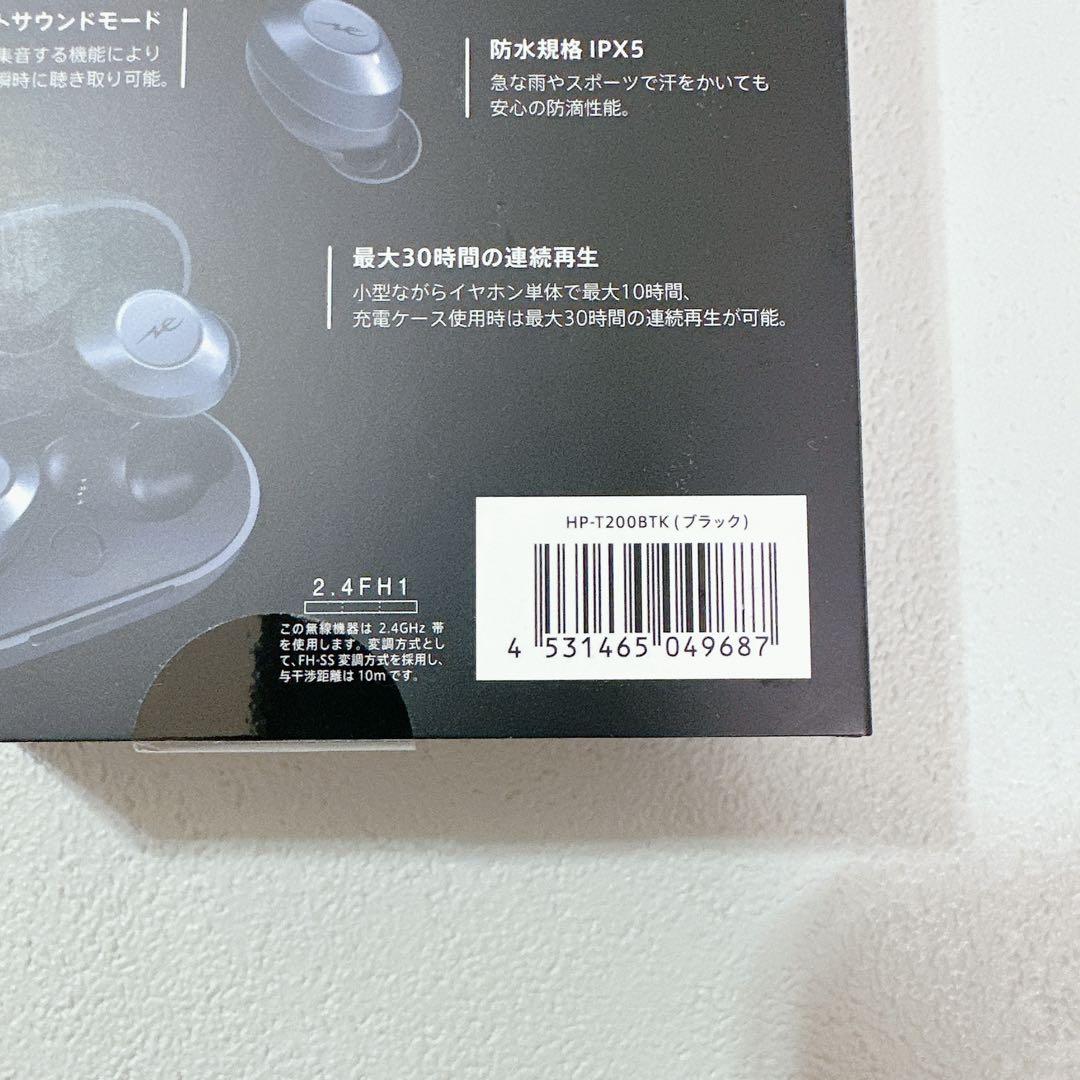 トサウンドモード
集音する機能により
瞬時に聴き取り可能。
防水規格 IPX5
急な雨やスポーツで汗をかいても
安心の防滴性能。
最大30時間の連続再生
小型ながらイヤホン単体で最大10時間、
充電ケース使用時は最大30時間の連続再生が可能。
HP-T200BTK (ブラック)
4 531465 049687
2.4FH1
この無線機器は 2.4GHz 帯
を使用します。変調方式とし
て、FH-SS 変調方式を採用し、
与干渉距離は 10m です。